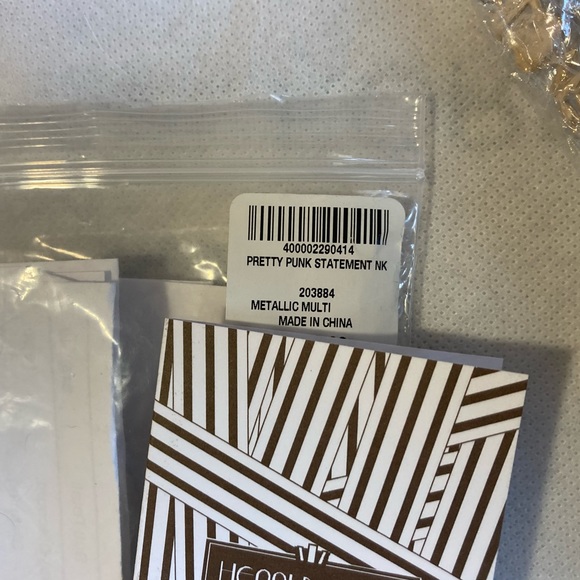 400002290414
PRETTY PUNK STATEMENT NK
203884
METALLIC MULTI
MADE IN CHINA